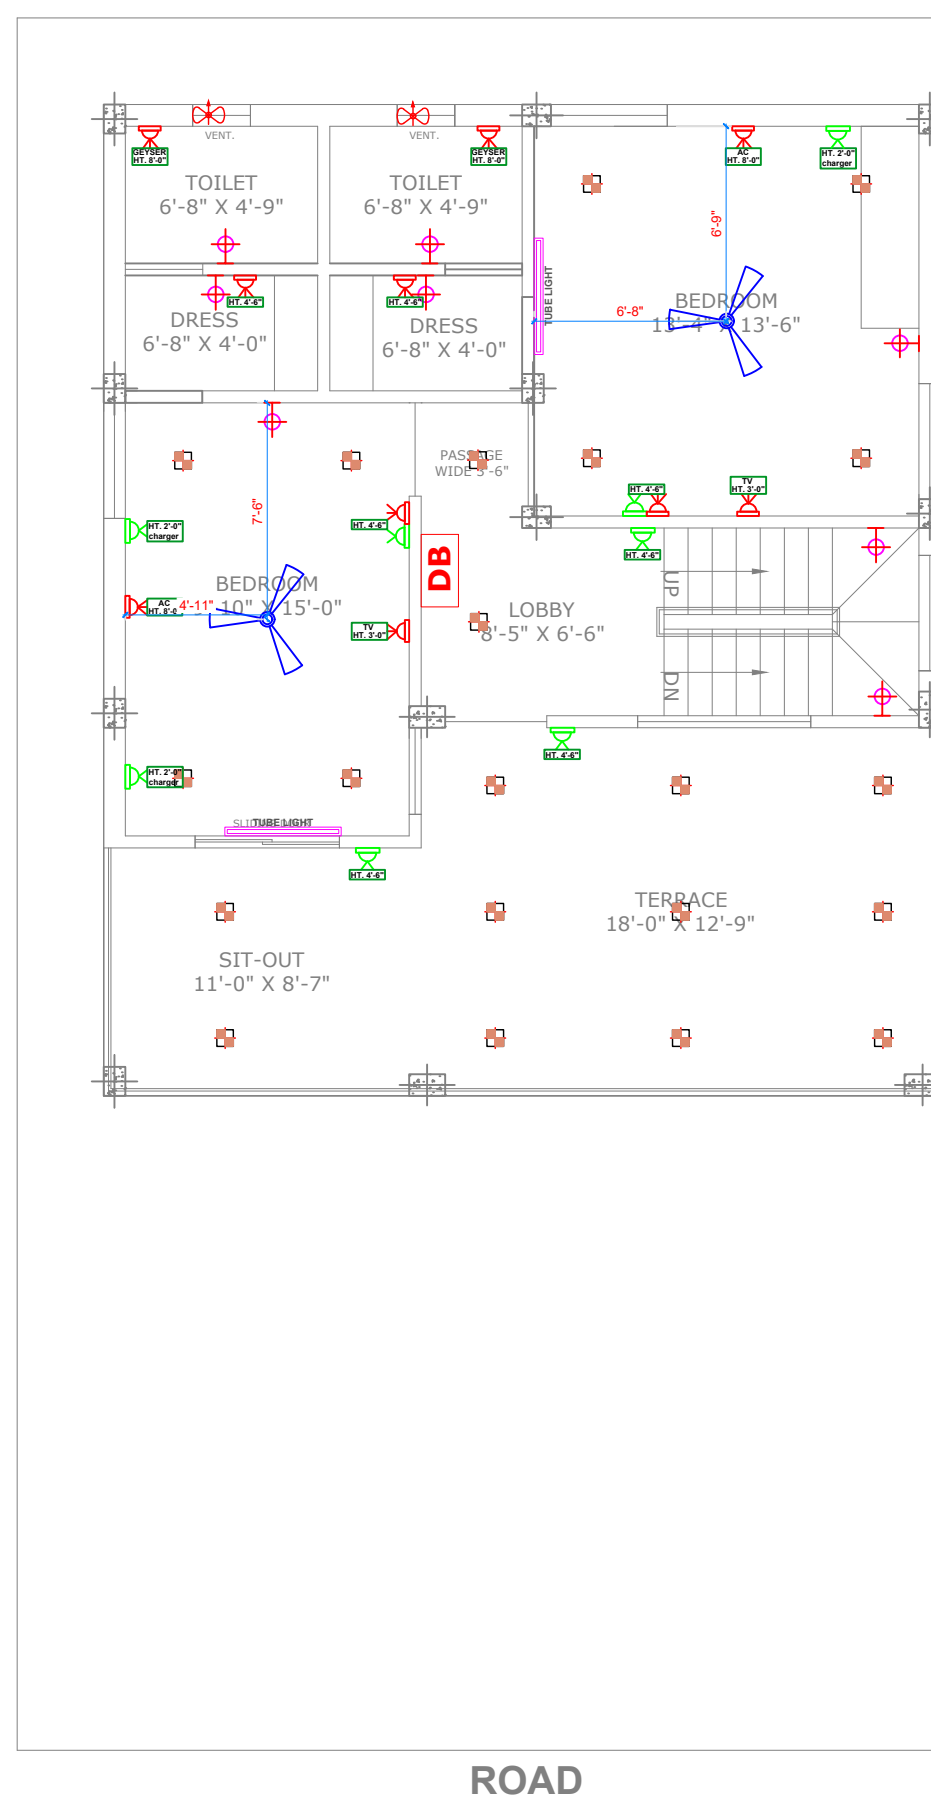 VENT.
VENT.
GEYSER
HT. 8'-0"
GEYSER
HT. 8'-0"
AC
HT. 8'-0"
HT. 2'-0"
charger
TOILET
6'-8" X 4'-9"
TOILET
6'-8" X 4'-9"
6'-9"
HT. 4'-6"
HT. 4'-6"
TUBE LIGHT
6'-8"
BEDROOM
13'-4" X 13'-6"
DRESS
6'-8" X 4'-0"
DRESS
6'-8" X 4'-0"
PASSAGE
WIDE 3'-6"
7'-6"
HT. 4'-6"
TV
HT. 3'-0"
HT. 2'-0"
charger
HT. 4'-6"
HT. 4'-6"
DB
UP
BEDROOM
10" X 15'-0"
AC
HT. 8'-0
4'-11"
LOBBY
8'-5" X 6'-6"
TV
HT. 3'-0"
DN
HT. 4'-6"
HT. 2'-0"
charger
TUBE LIGHT
HT. 4'-6"
TERRACE
18'-0" X 12'-9"
SIT-OUT
11'-0" X 8'-7"
ROAD